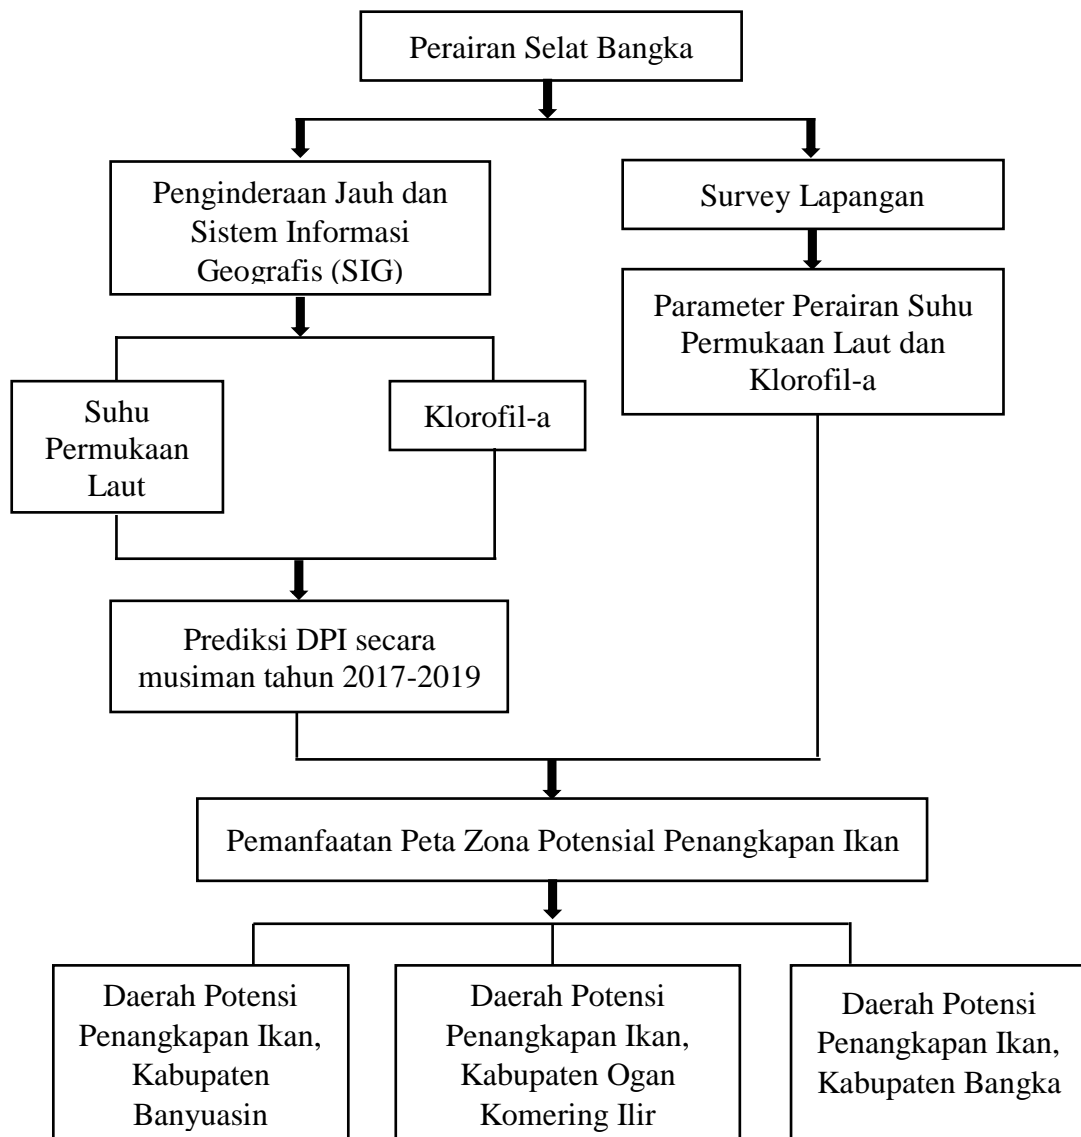 Perairan Selat Bangka
Penginderaan Jauh dan
Sistem Informasi
Geografis (SIG)
Survey Lapangan
Parameter Perairan Suhu
Permukaan Laut dan
Klorofil-a
Suhu
Permukaan
Laut
Klorofil-a
Prediksi DPI secara
musiman tahun 2017-2019
Pemanfaatan Peta Zona Potensial Penangkapan Ikan
Daerah Potensi
Penangkapan Ikan,
Kabupaten
Banyuasin
Daerah Potensi
Penangkapan Ikan,
Kabupaten Ogan
Komering Ilir
Daerah Potensi
Penangkapan Ikan,
Kabupaten Bangka